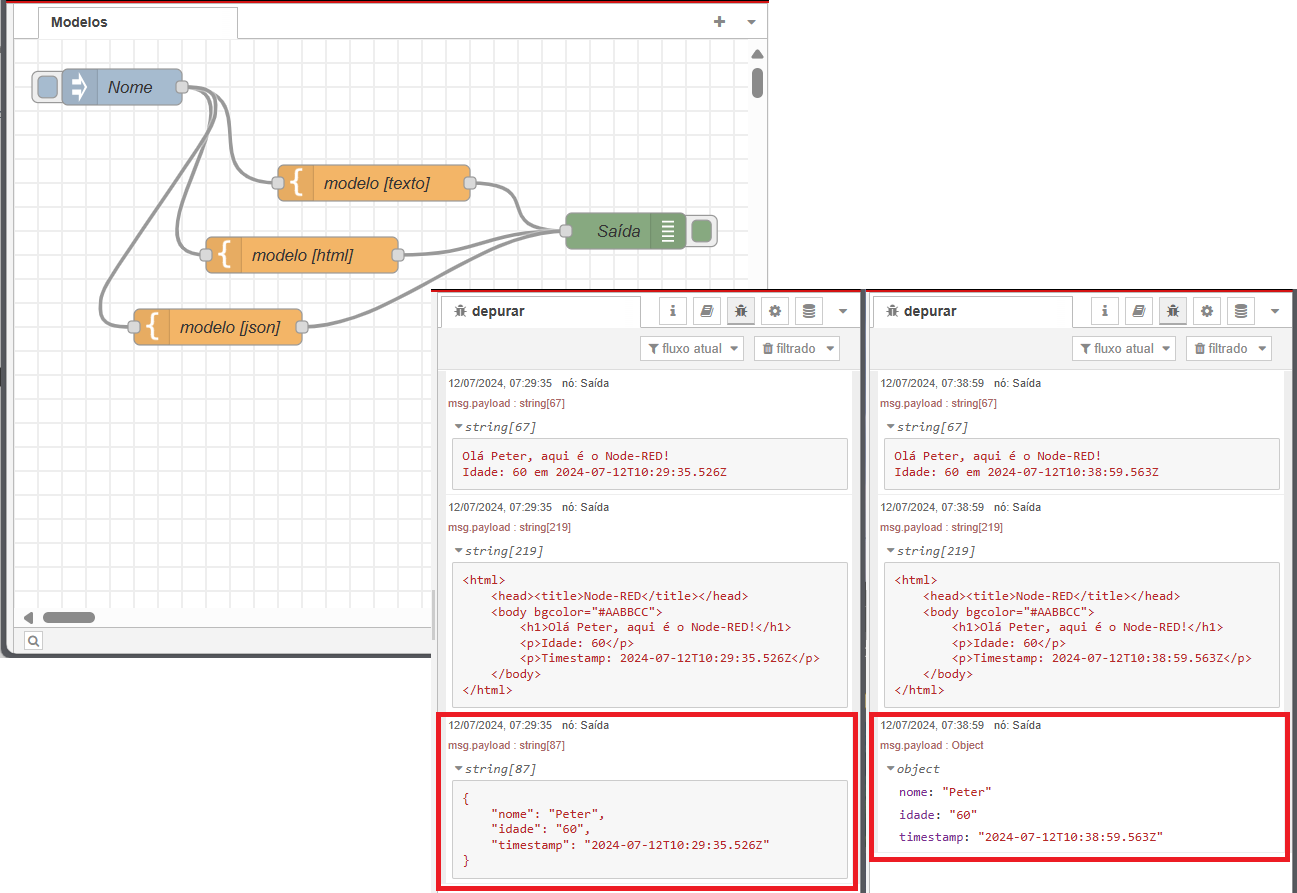 Modelos
Nome
modelo [texto]
Saída
modelo [html]
modelo [json]
depurar
fluxo atual
filtrado
12/07/2024, 07:29:35 nó: Saída
msg.payload : string[67]
string[67]
Olá Peter, aqui é o Node-RED!
Idade: 60 em 2024-07-12T10:29:35.526Z
12/07/2024, 07:29:35 nó: Saída
msg.payload : string[219]
string[219]
<html>
    <head><title>Node-RED</title></head>
    <body bgcolor="#AABBCC">
        <h1>Olá Peter, aqui é o Node-RED!</h1>
        <p>Idade: 60</p>
        <p>Timestamp: 2024-07-12T10:29:35.526Z</p>
    </body>
</html>
12/07/2024, 07:29:35 nó: Saída
msg.payload : string[87]
string[87]
{
    "nome": "Peter",
    "idade": "60",
    "timestamp": "2024-07-12T10:29:35.526Z"
}
depurar
fluxo atual
filtrado
12/07/2024, 07:38:59 nó: Saída
msg.payload : string[67]
string[67]
Olá Peter, aqui é o Node-RED!
Idade: 60 em 2024-07-12T10:38:59.563Z
12/07/2024, 07:38:59 nó: Saída
msg.payload : string[219]
string[219]
<html>
    <head><title>Node-RED</title></head>
    <body bgcolor="#AABBCC">
        <h1>Olá Peter, aqui é o Node-RED!</h1>
        <p>Idade: 60</p>
        <p>Timestamp: 2024-07-12T10:38:59.563Z</p>
    </body>
</html>
12/07/2024, 07:38:59 nó: Saída
msg.payload : Object
object
nome: "Peter"
idade: "60"
timestamp: "2024-07-12T10:38:59.563Z"